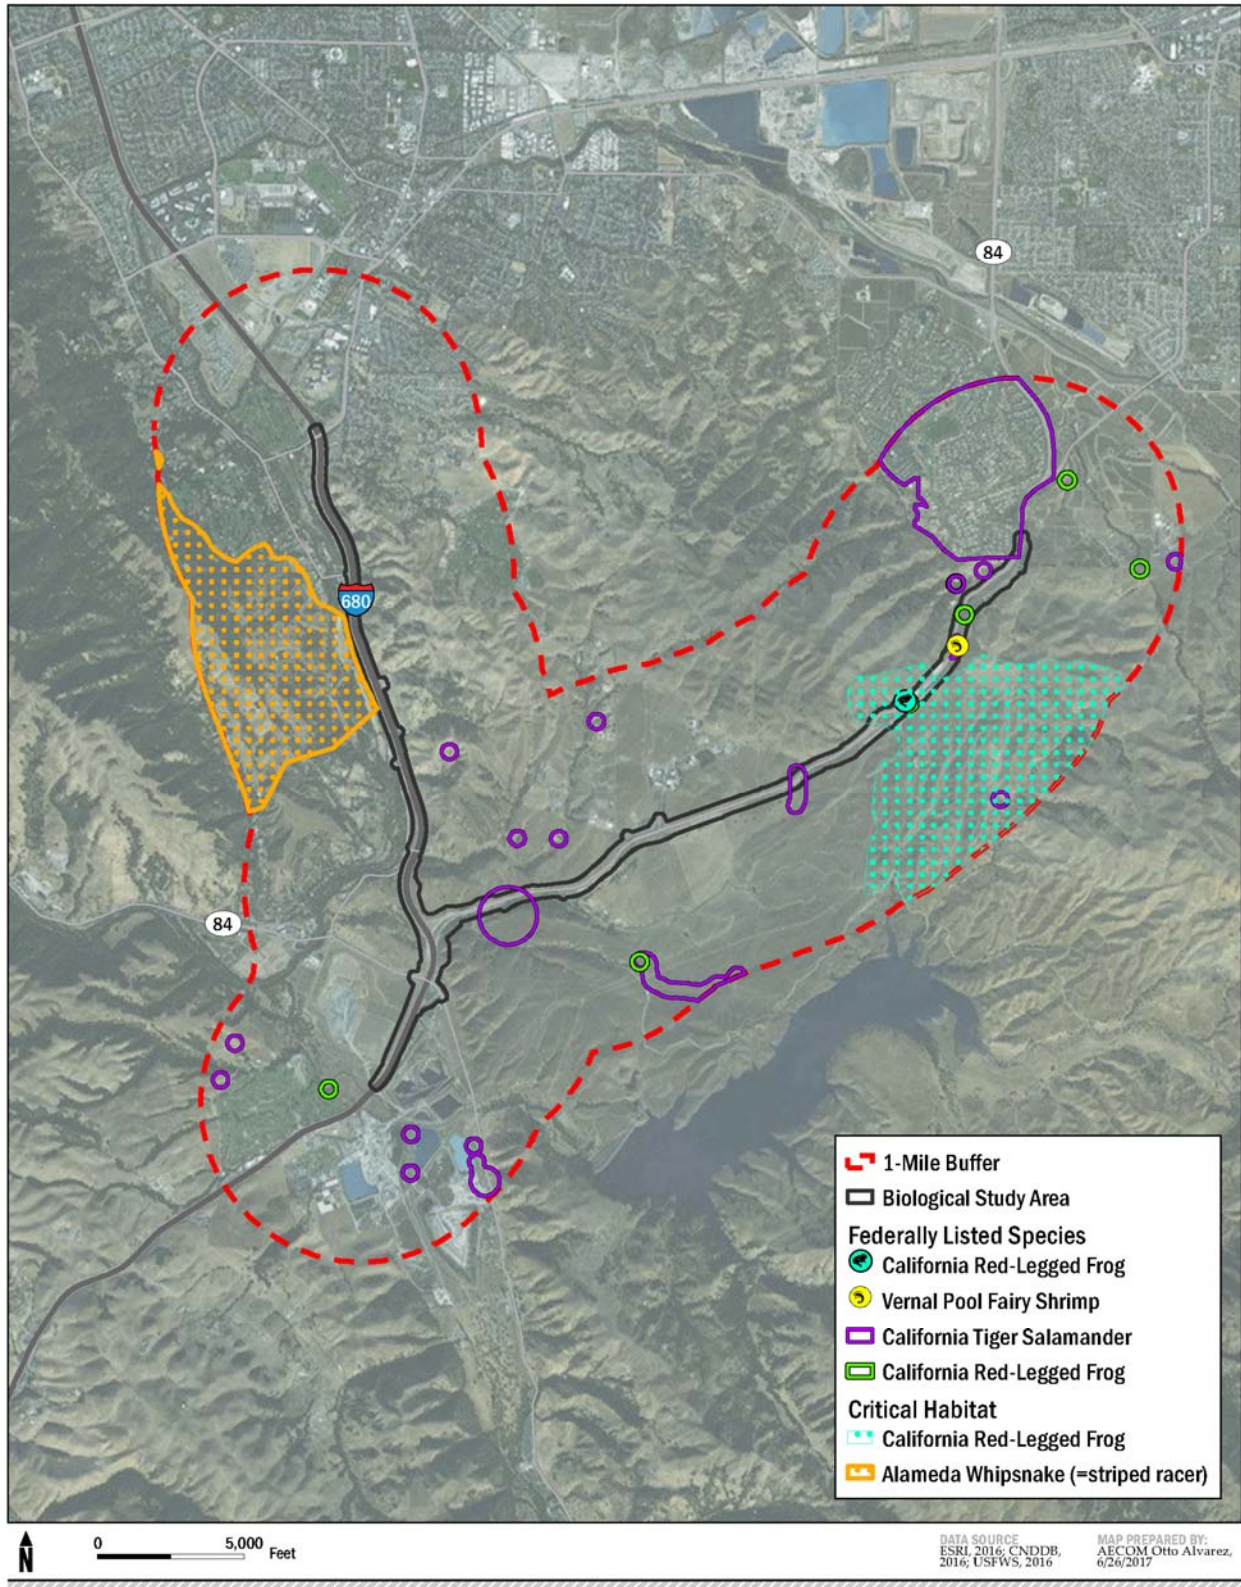 84
680
84
1-Mile Buffer
Biological Study Area
Federally Listed Species
California Red-Legged Frog
Vernal Pool Fairy Shrimp
California Tiger Salamander
California Red-Legged Frog
Critical Habitat
California Red-Legged Frog
Alameda Whipsnake (=striped racer)
N
0 5,000
Feet
DATA SOURCE
ESRI, 2016; CNDDB,
2016; USFWS, 2016
MAP PREPARED BY:
AECOM Otto Alvarez,
6/26/2017